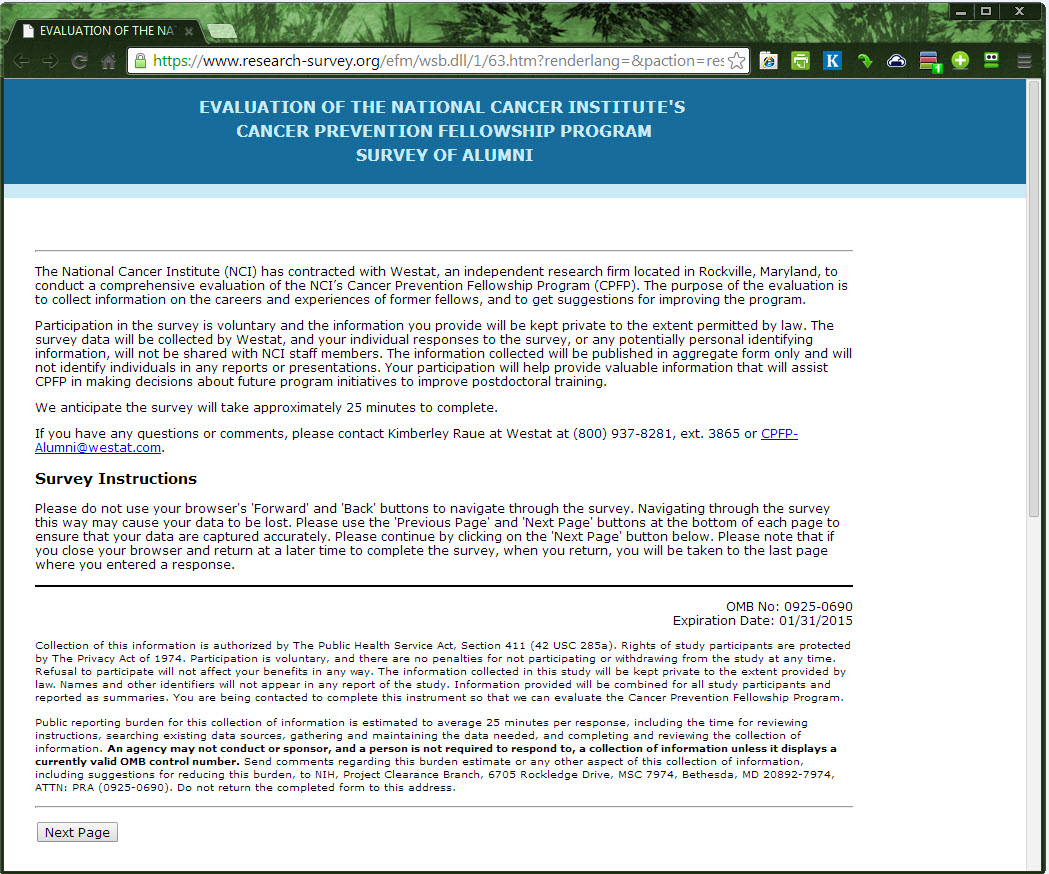 EVALUATION OF THE NA
https://www.research-survey.org/efm/wsb.dll/1/63.htm?renderlang=&paction=res
K
1
EVALUATION OF THE NATIONAL CANCER INSTITUTE'S
CANCER PREVENTION FELLOWSHIP PROGRAM
SURVEY OF ALUMNI
The National Cancer Institute (NCI) has contracted with Westat, an independent research firm located in Rockville, Maryland, to
conduct a comprehensive evaluation of the NCI's Cancer Prevention Fellowship Program (CPFP). The purpose of the evaluation is
to collect information on the careers and experiences of former fellows, and to get suggestions for improving the program.
Participation in the survey is voluntary and the information you provide will be kept private to the extent permitted by law. The
survey data will be collected by Westat, and your individual responses to the survey, or any potentially personal identifying
information, will not be shared with NCI staff members. The information collected will be published in aggregate form only and will
not identify individuals in any reports or presentations. Your participation will help provide valuable information that will assist
CPFP in making decisions about future program initiatives to improve postdoctoral training.
We anticipate the survey will take approximately 25 minutes to complete.
If you have any questions or comments, please contact Kimberley Raue at Westat at (800) 937-8281, ext. 3865 or CPFP-
Alumni@westat.com.
Survey Instructions
Please do not use your browser's 'Forward' and 'Back' buttons to navigate through the survey. Navigating through the survey
this way may cause your data to be lost. Please use the 'Previous Page' and 'Next Page' buttons at the bottom of each page to
ensure that your data are captured accurately. Please continue by clicking on the 'Next Page' button below. Please note that if
you close your browser and return at a later time to complete the survey, when you return, you will be taken to the last page
where you entered a response.
OMB No: 0925-0690
Expiration Date: 01/31/2015
Collection of this information is authorized by The Public Health Service Act, Section 411 (42 USC 285a). Rights of study participants are protected
by The Privacy Act of 1974. Participation is voluntary, and there are no penalties for not participating or withdrawing from the study at any time.
Refusal to participate will not affect your benefits in any way. The information collected in this study will be kept private to the extent provided by
law. Names and other identifiers will not appear in any report of the study. Information provided will be combined for all study participants and
reported as summaries. You are being contacted to complete this instrument so that we can evaluate the Cancer Prevention Fellowship Program.
Public reporting burden for this collection of information is estimated to average 25 minutes per response, including the time for reviewing
instructions, searching existing data sources, gathering and maintaining the data needed, and completing and reviewing the collection of
information. An agency may not conduct or sponsor, and a person is not required to respond to, a collection of information unless it displays a
currently valid OMB control number. Send comments regarding this burden estimate or any other aspect of this collection of information,
including suggestions for reducing this burden, to NIH, Project Clearance Branch, 6705 Rockledge Drive, MSC 7974, Bethesda, MD 20892-7974,
ATTN: PRA (0925-0690). Do not return the completed form to this address.
Next Page